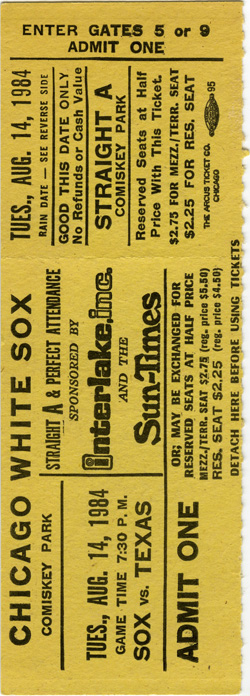 ENTER GATES 5 or 9
ADMIT ONE
TUES., AUG. 14, 1984
RAIN DATE — SEE REVERSE SIDE
GOOD THIS DATE ONLY
No Refunds or Cash Value
STRAIGHT A
COMISKEY PARK
Reserved Seats at Half
Price With This Ticket.
$2.75 FOR MEZZ./TERR. SEAT
$2.25 FOR RES. SEAT
THE ARCUS TICKET CO.
CHICAGO
95
CHICAGO WHITE SOX
COMISKEY PARK
STRAIGHT A & PERFECT ATTENDANCE
SPONSORED BY
interlake, inc.
AND THE
Sun-Times
TUES., AUG. 14, 1984
GAME TIME 7:30 P. M.
SOX vs. TEXAS
ADMIT ONE
OR; MAY BE EXCHANGED FOR
RESERVED SEATS AT HALF PRICE
MEZZ./TERR. SEAT $2.75 (reg. price $5.50)
RES. SEAT $2.25 (reg. price $4.50)
DETACH HERE BEFORE USING TICKETS